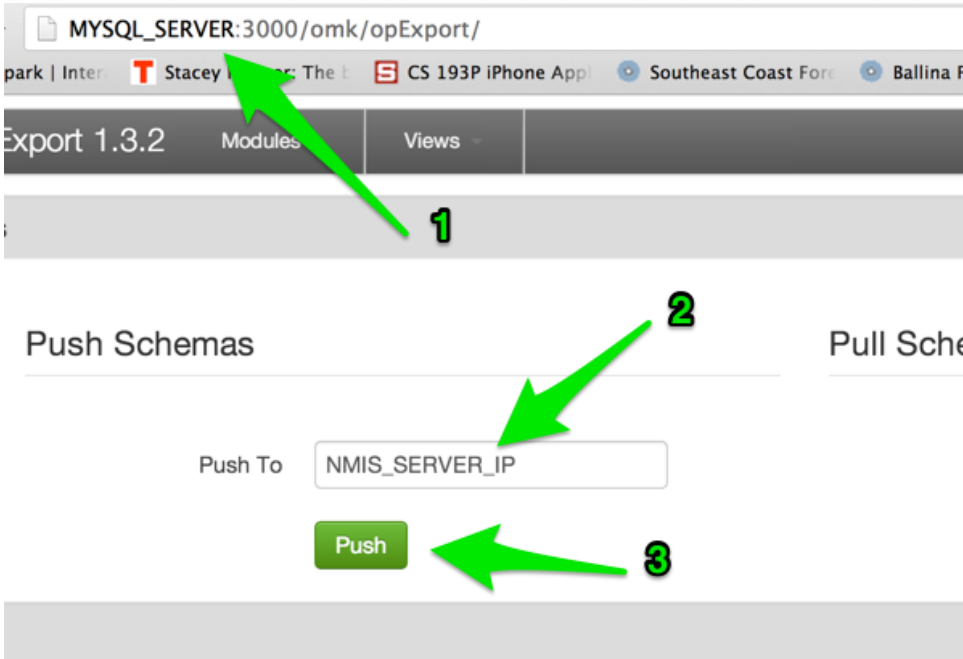 MYSQL_SERVER:3000/omk/opExport/
park | Inter T Stacey The b S CS 193P iPhone Appl Southeast Coast Fore Ballina F
Export 1.3.2 Modules Views
s
1
2
Push Schemas Pull Sche
Push To NMIS_SERVER_IP
Push
3